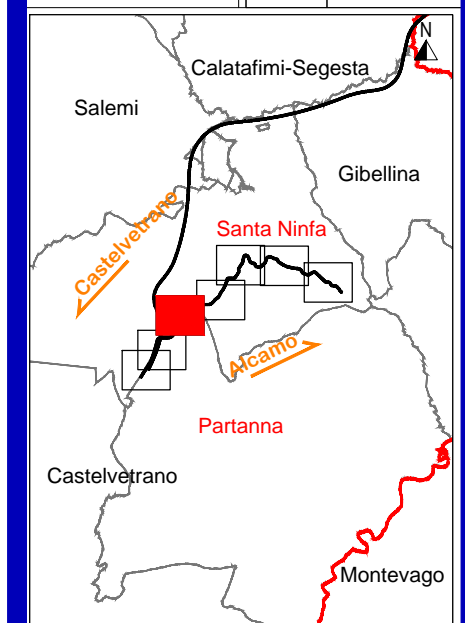 N
Calatafimi-Segesta
Salemi
Gibellina
Castelvetrano
Santa Ninfa
Alcamo
Partanna
Castelvetrano
Montevago